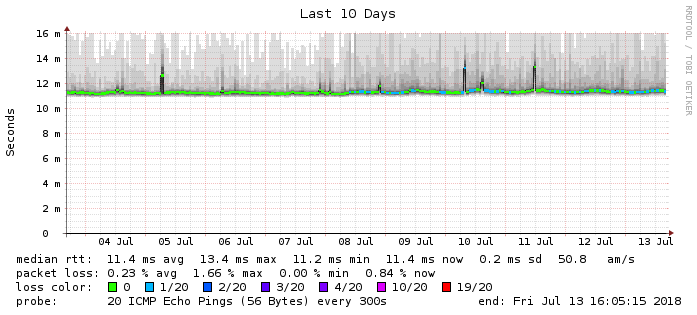 Last 10 Days
RRDTOOL / TOBI OETIKER
Seconds
16 m
14 m
12 m
10 m
8 m
6 m
4 m
2 m
0
04 Jul 05 Jul 06 Jul 07 Jul 08 Jul 09 Jul 10 Jul 11 Jul 12 Jul 13 Jul
median rtt: 11.4 ms avg 13.4 ms max 11.2 ms min 11.4 ms now 0.2 ms sd 50.8 am/s
packet loss: 0.23 % avg 1.66 % max 0.00 % min 0.84 % now
loss color: 0 1/20 2/20 3/20 4/20 10/20 19/20
probe: 20 ICMP Echo Pings (56 Bytes) every 300s end: Fri Jul 13 16:05:15 2018